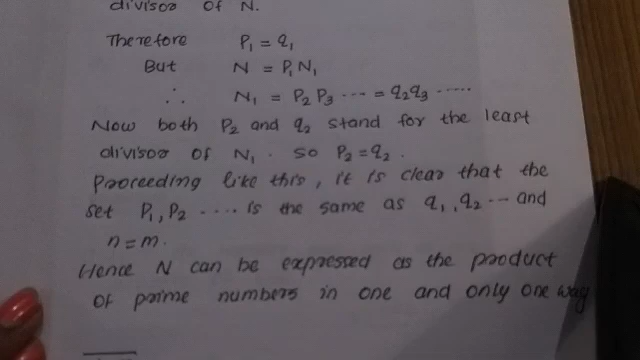 divisor of N.
Therefore P₁ = q₁
But N = P₁N₁
∴ N₁ = P₂ P₃ ---- = q₂q₃ -----
Now both P₂ and q₂ stand for the least
divisor of N₁. So P₂ = q₂.
Proceeding like this, it is clear that the
set P₁, P₂ ..... is the same as q₁, q₂ --- and
n = m.
Hence N can be expressed as the product
of prime numbers in one and only one way